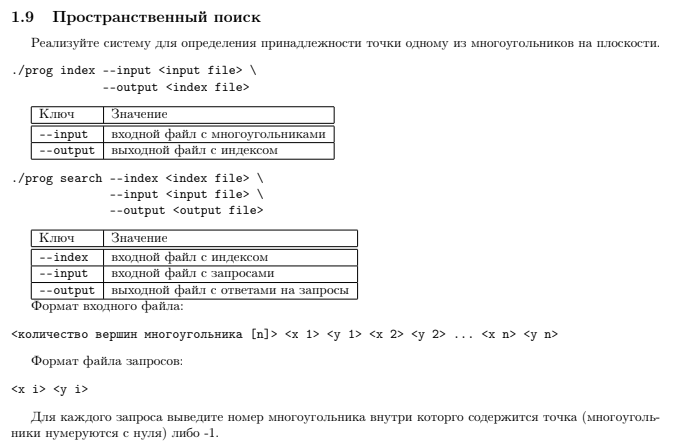 1.9 Пространственный поиск
Реализуйте систему для определения принадлежности точки одному из многоугольников на плоскости.
./prog index --input <input file> \
--output <index file>
Ключ Значение
--input входной файл с многоугольниками
--output выходной файл с индексом
./prog search --index <index file> \
--input <input file> \
--output <output file>
Ключ Значение
--index входной файл с индексом
--input входной файл с запросами
--output выходной файл с ответами на запросы
Формат входного файла:
<количество вершин многоугольника [n]> <x 1> <y 1> <x 2> <y 2> ... <x n> <y n>
Формат файла запросов:
<x i> <y i>
Для каждого запроса выведите номер многоугольника внутри которго содержится точка (многоуголь-
ники нумеруются с нуля) либо -1.